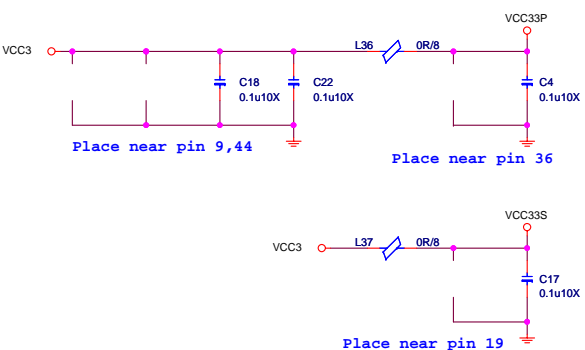 VCC33P
VCC3
L36
0R/8
C18
0.1u10X
C22
0.1u10X
C4
0.1u10X
Place near pin 9,44
Place near pin 36
VCC33S
VCC3
L37
0R/8
C17
0.1u10X
Place near pin 19